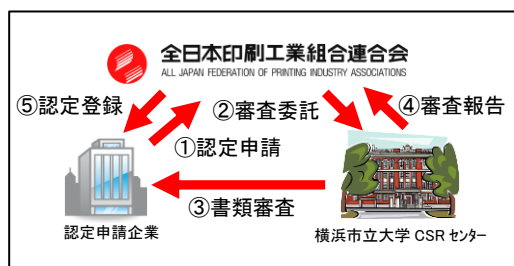 全日本印刷工業組合連合会
ALL JAPAN FEDERATION OF PRINTING INDUSTRY ASSOCIATIONS
⑤認定登録
②審査委託
④審査報告
①認定申請
③書類審査
認定申請企業
横浜市立大学 CSR センター